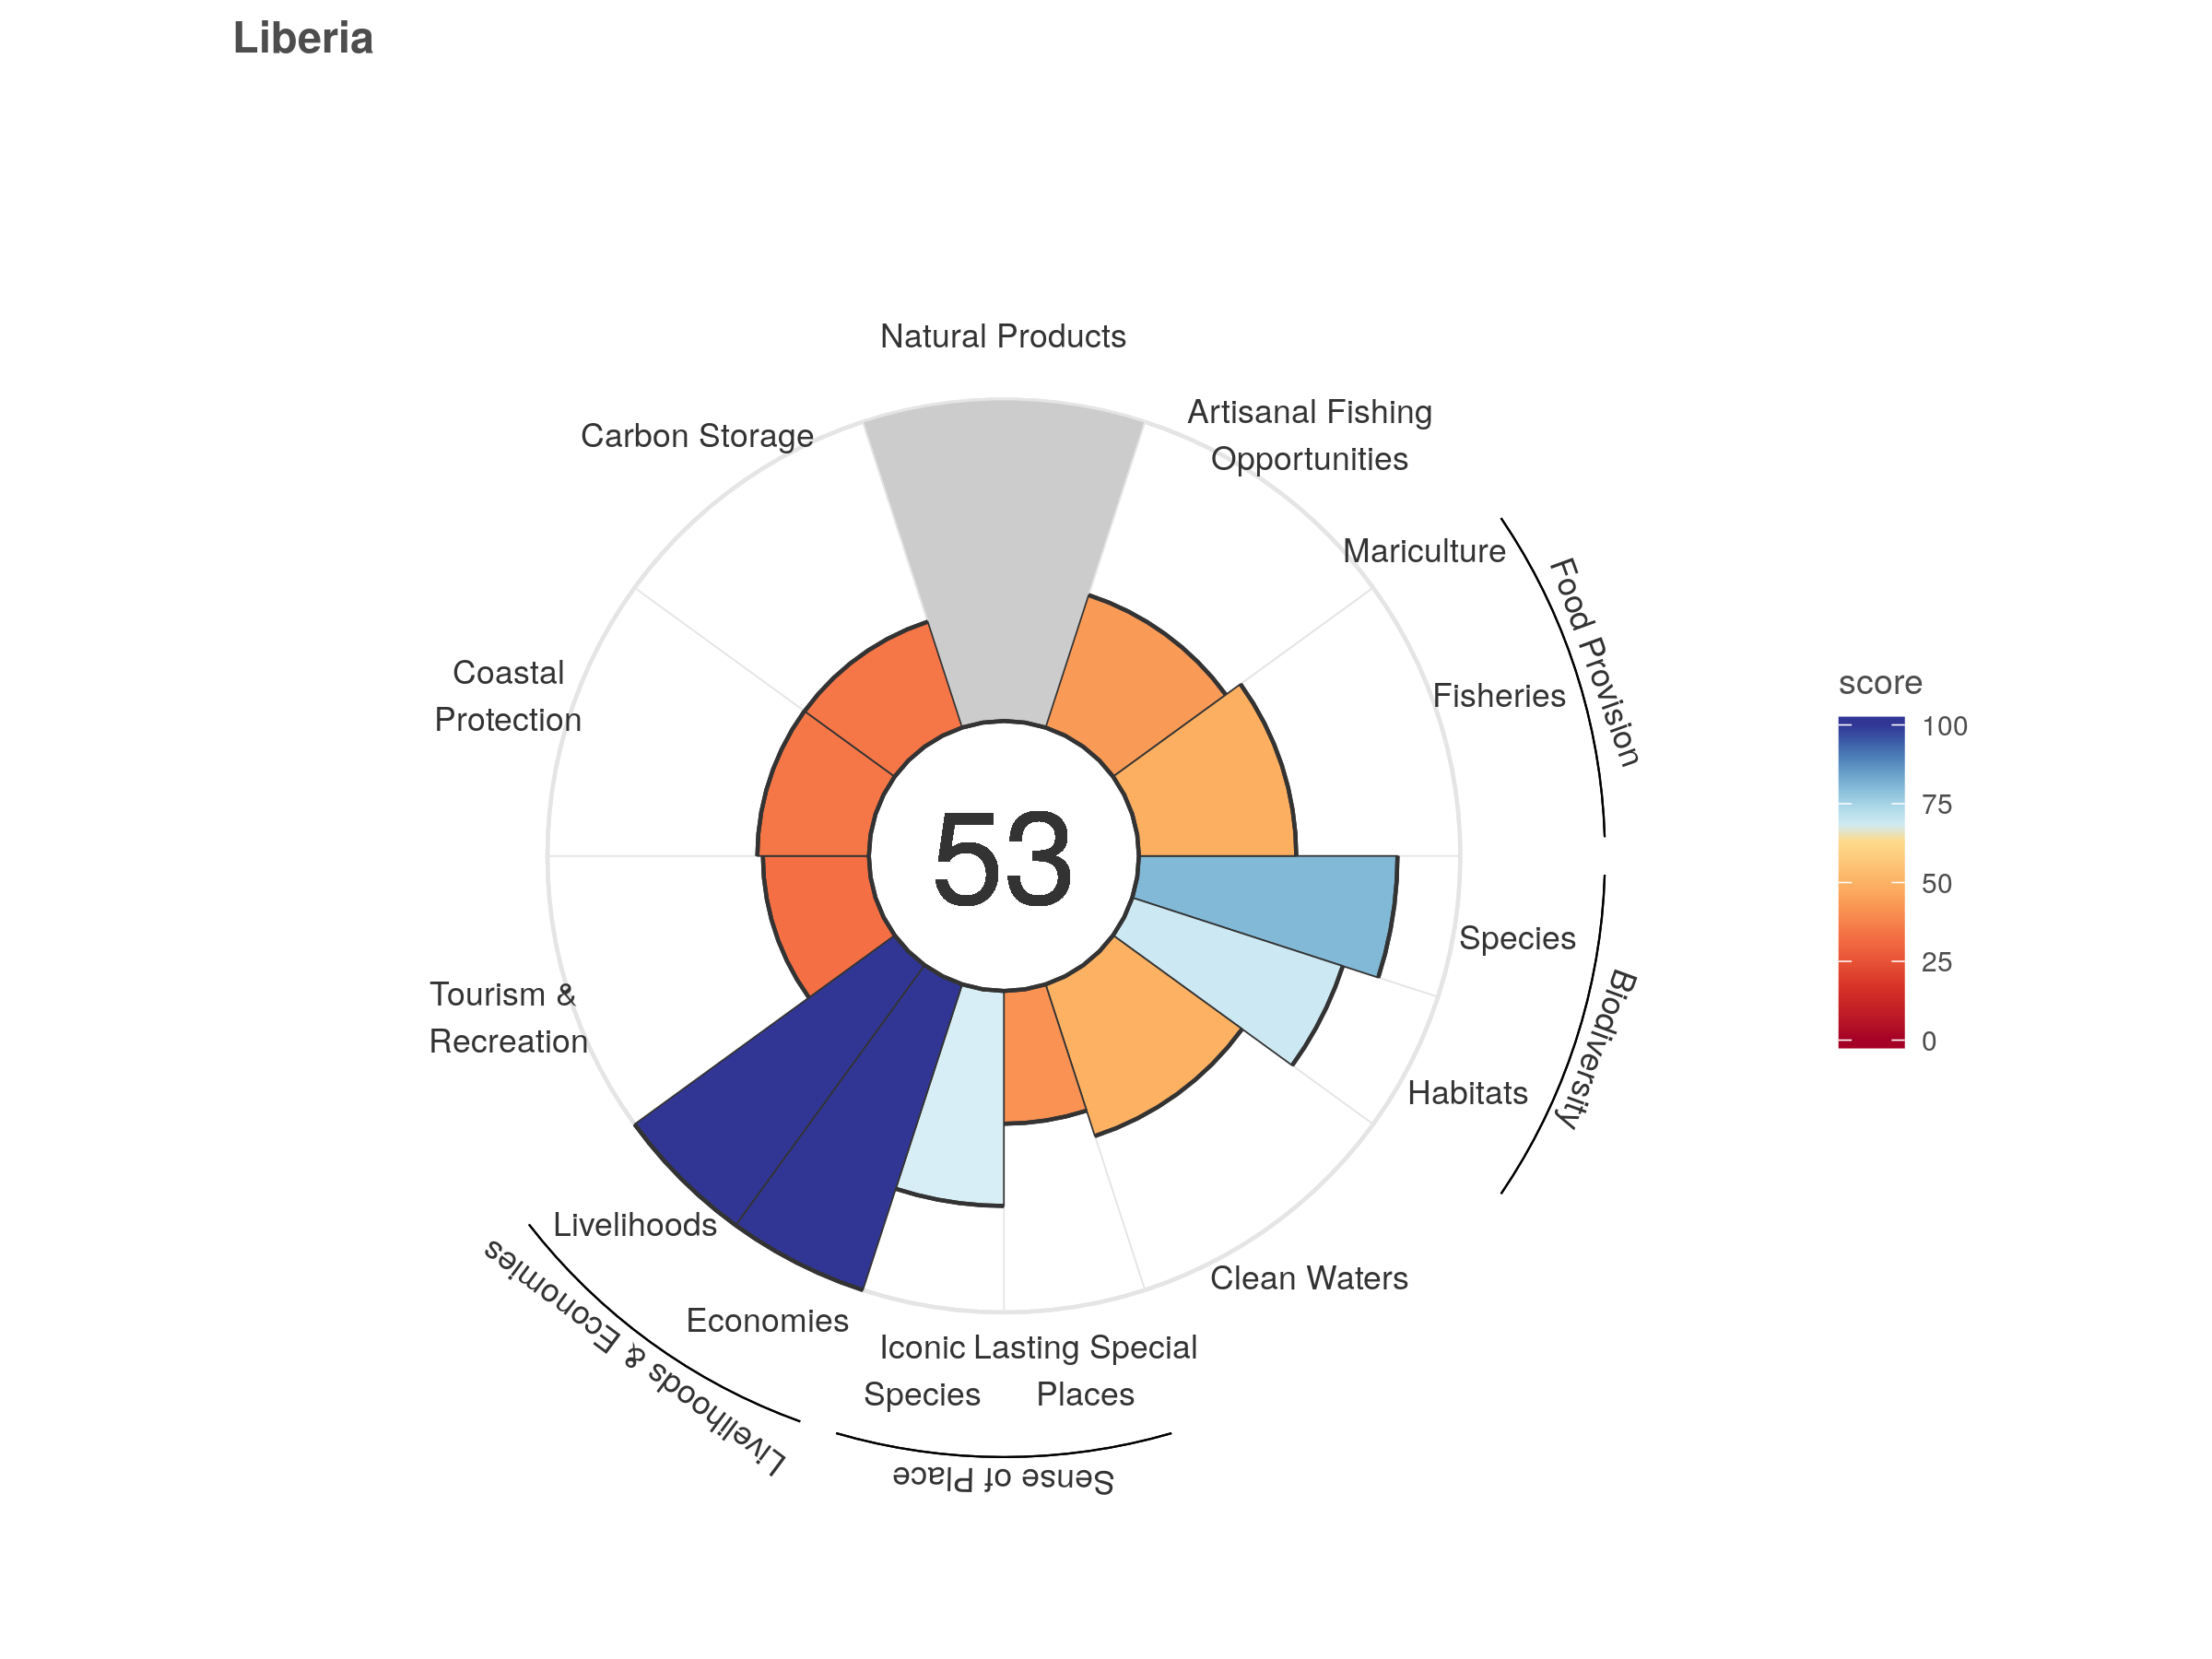 Liberia
Natural Products
Artisanal Fishing
Opportunities
Carbon Storage
Mariculture
Food Provision
Fisheries
Coastal
Protection
score
100
75
50
25
0
53
Species
Biodiversity
Tourism &
Recreation
Habitats
Livelihoods
Clean Waters
Economies
Livelihoods & Economies
Iconic
Species
Lasting Special
Places
Sense of Place